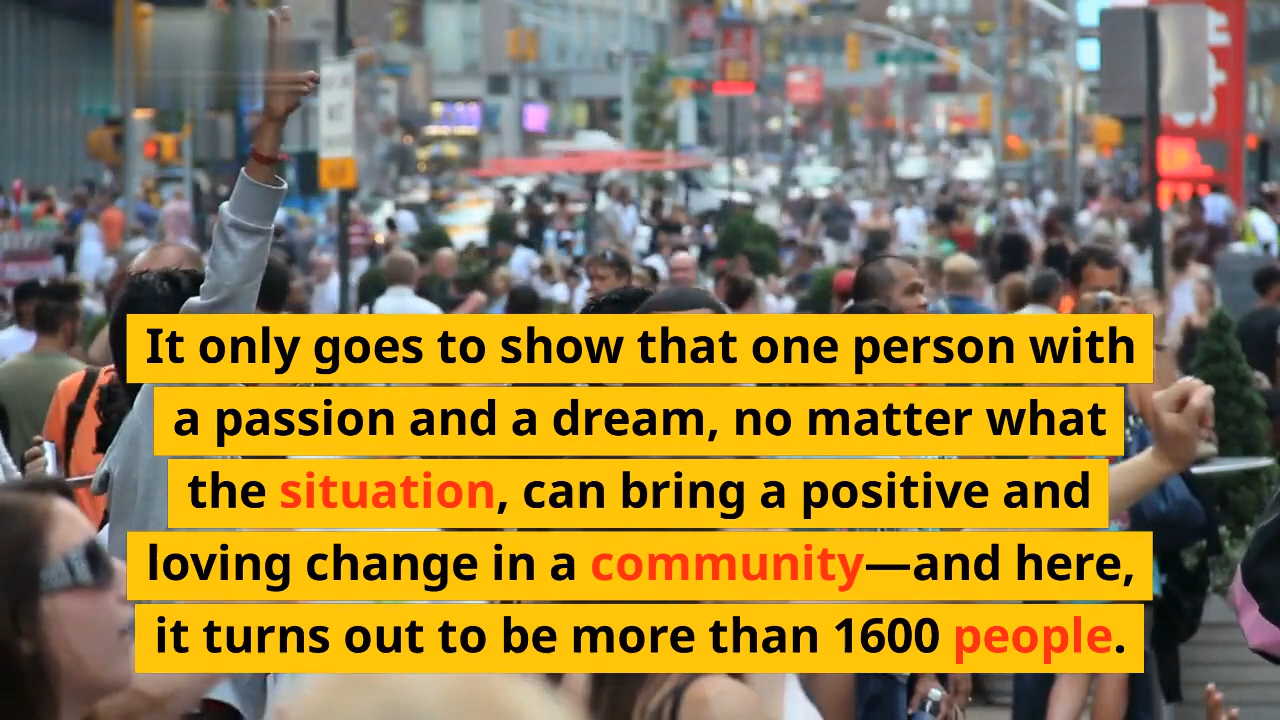 It only goes to show that one person with
a passion and a dream, no matter what
the situation, can bring a positive and
loving change in a community—and here,
it turns out to be more than 1600 people.